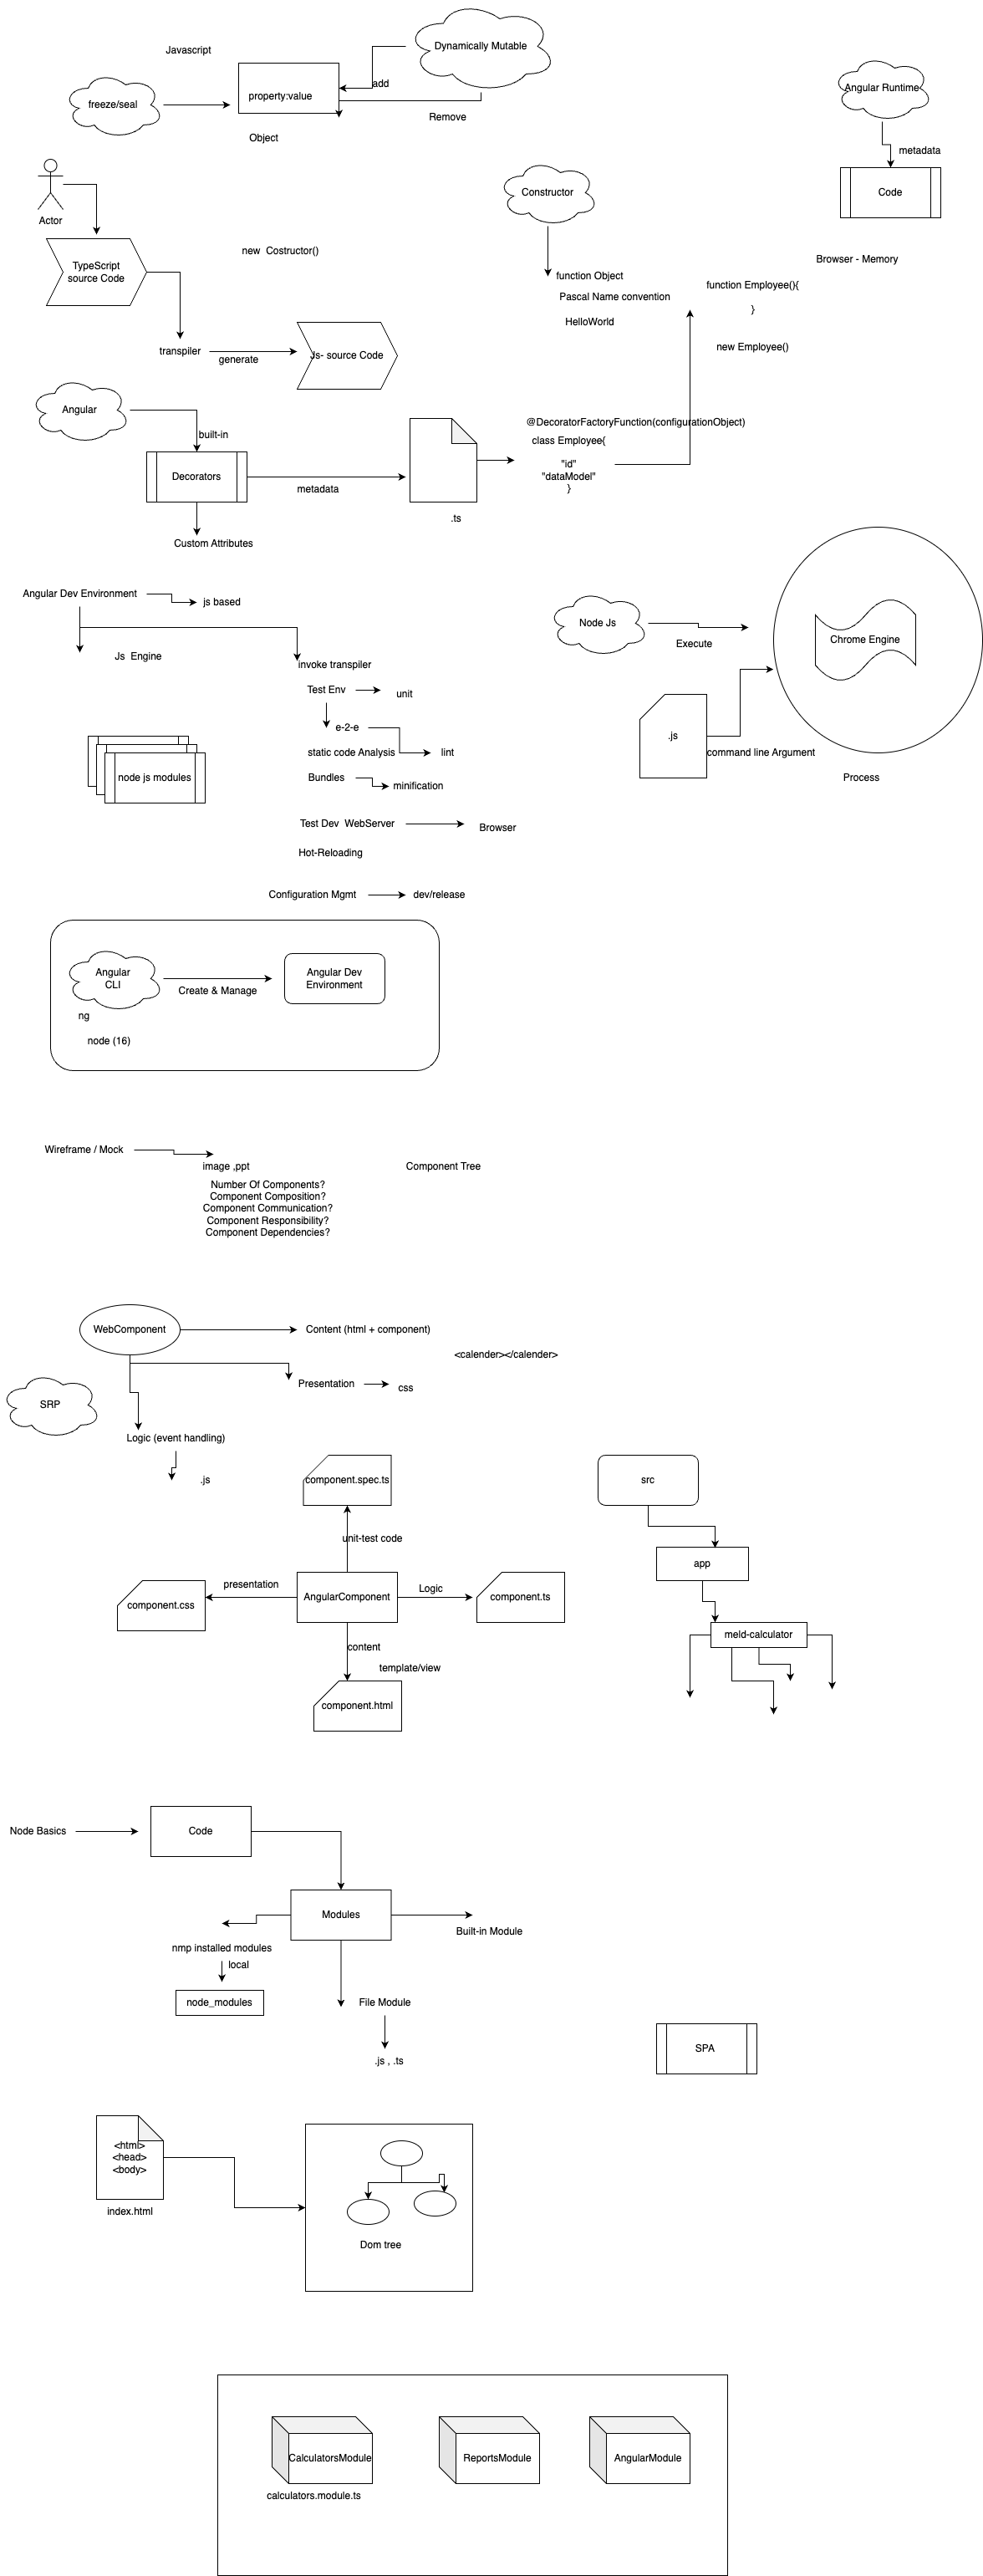 Dynamically Mutable
Javascript
add
Angular Runtime
property:value
freeze/seal
Remove
Object
metadata
Actor
Constructor
Code
new  Costructor()
Browser - Memory
TypeScript
source Code
function Object
function Employee(){
Pascal Name convention
}
HelloWorld
new Employee()
transpiler
generate
Js- source Code
Angular
@DecoratorFactoryFunction(configurationObject)
built-in
class Employee{
"id"
Decorators
"dataModel"
metadata
}
.ts
Custom Attributes
Angular Dev Environment
js based
Node Js
Execute
Chrome Engine
Js  Engine
invoke transpiler
Test Env
unit
e-2-e
.js
static code Analysis
lint
command line Argument
node js modules
Bundles
minification
Process
Test Dev  WebServer
Browser
Hot-Reloading
Configuration Mgmt
dev/release
Angular
CLI
Create & Manage
Angular Dev
Environment
ng
node (16)
Wireframe / Mock
image ,ppt
Component Tree
Number Of Components?
Component Composition?
Component Communication?
Component Responsibility?
Component Dependencies?
WebComponent
Content (html + component)
<calender></calender>
Presentation
css
SRP
Logic (event handling)
.js
component.spec.ts
src
unit-test code
app
presentation
AngularComponent
Logic
component.css
component.ts
meld-calculator
content
template/view
component.html
Node Basics
Code
Modules
Built-in Module
nmp installed modules
local
node_modules
File Module
.js , .ts
SPA
<html>
<head>
<body>
index.html
Dom tree
CalculatorsModule
ReportsModule
AngularModule
calculators.module.ts